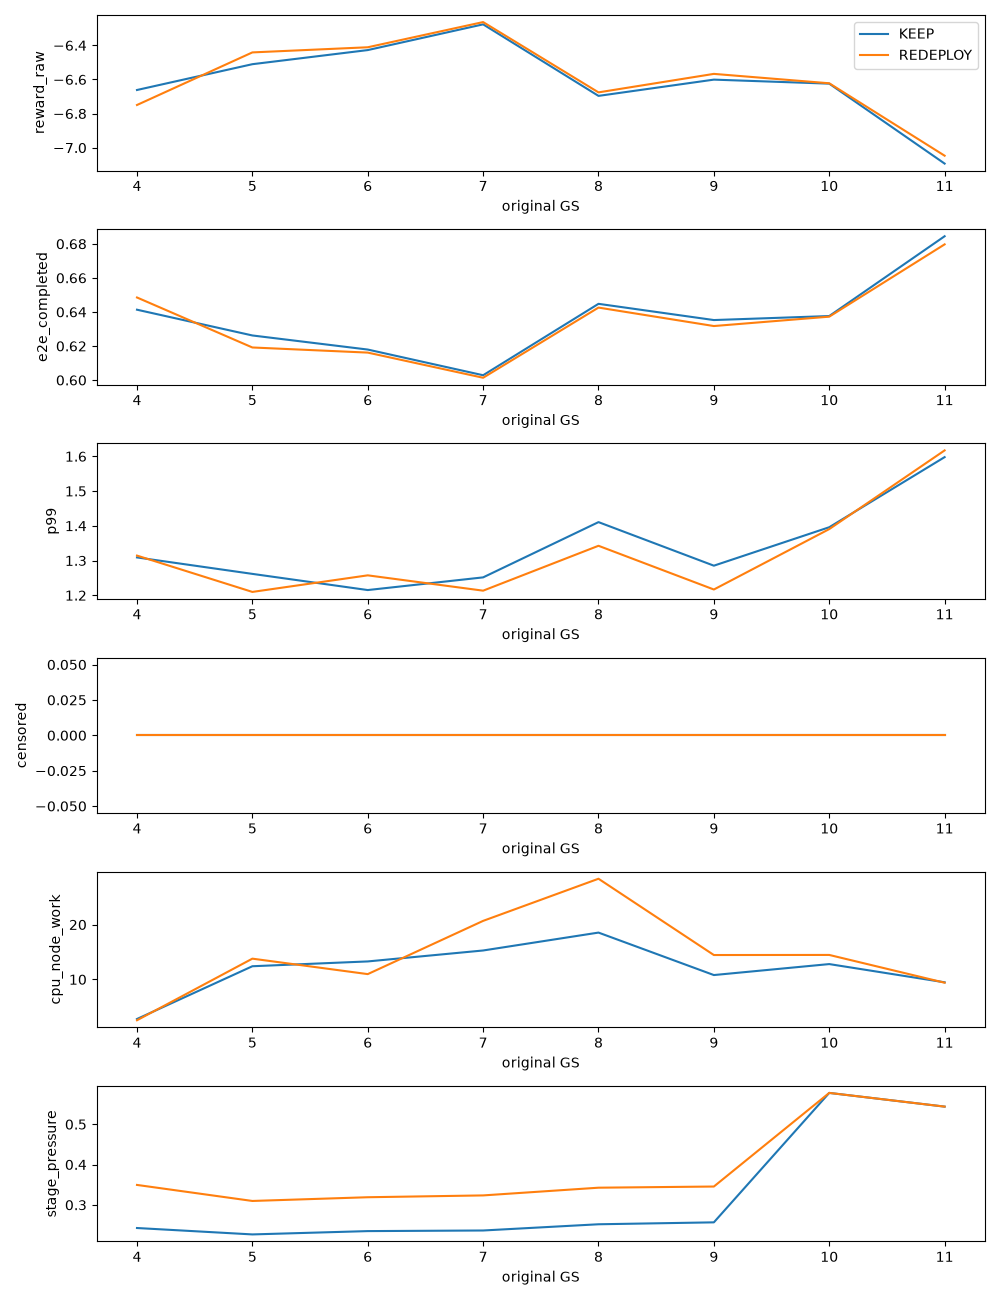 reward_raw
−6.4
−6.6
−6.8
−7.0
KEEP
REDEPLOY
4 5 6 7 8 9 10 11
original GS
e2e_completed
0.68
0.66
0.64
0.62
0.60
4 5 6 7 8 9 10 11
original GS
p99
1.6
1.5
1.4
1.3
1.2
4 5 6 7 8 9 10 11
original GS
censored
0.050
0.025
0.000
−0.025
−0.050
4 5 6 7 8 9 10 11
original GS
cpu_node_work
20
10
4 5 6 7 8 9 10 11
original GS
stage_pressure
0.5
0.4
0.3
4 5 6 7 8 9 10 11
original GS